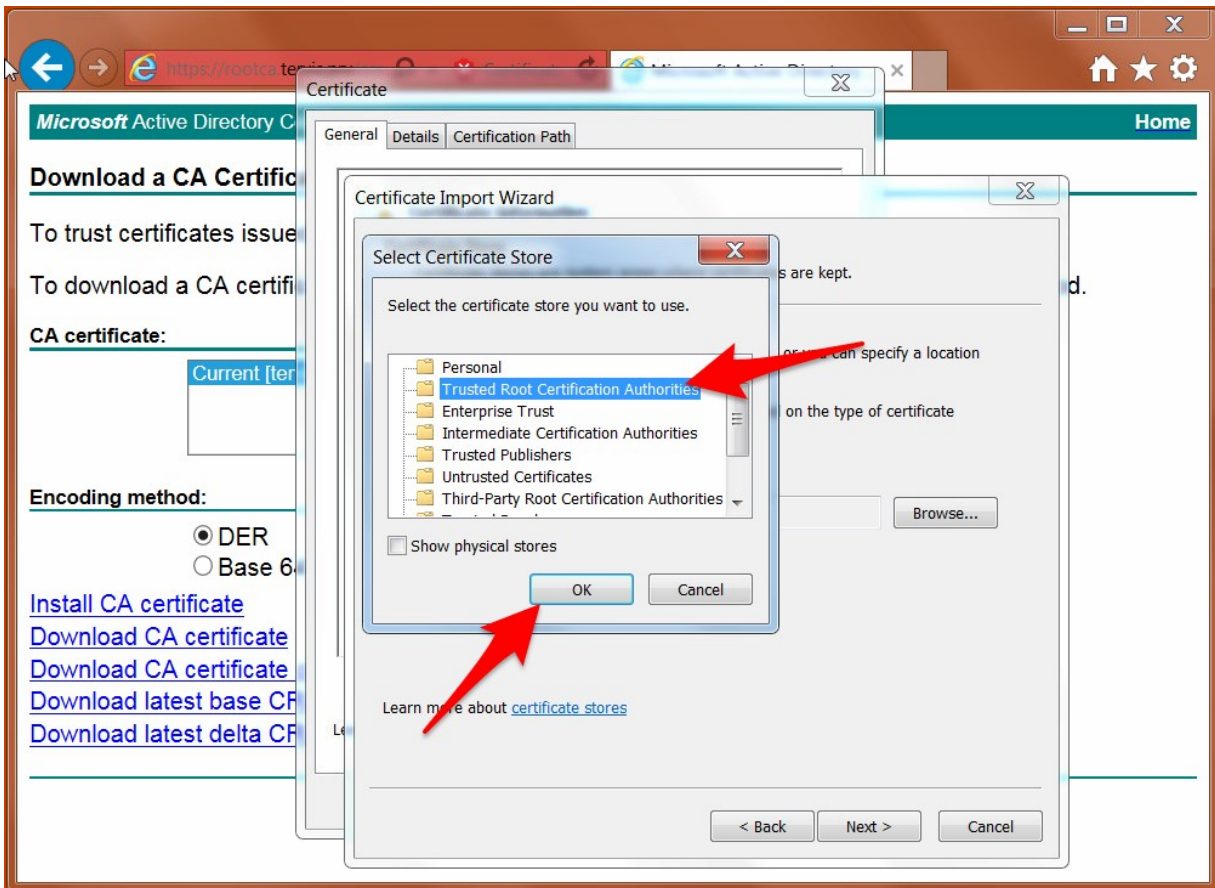 https://rootca.ter
Certificate
Microsoft Active Directory C
Home
General Details Certification Path
Download a CA Certific
Certificate Import Wizard
To trust certificates issue
Select Certificate Store
s are kept.
To download a CA certifi
d.
Select the certificate store you want to use.
CA certificate:
or you can specify a location
Current [ter
Personal
Trusted Root Certification Authorities
Enterprise Trust
on the type of certificate
Intermediate Certification Authorities
Trusted Publishers
Untrusted Certificates
Third-Party Root Certification Authorities
Encoding method:
Browse...
DER
Show physical stores
Base 6
OK Cancel
Install CA certificate
Download CA certificate
Download CA certificate
Download latest base CR
Learn more about certificate stores
Download latest delta CR
Le
< Back Next > Cancel